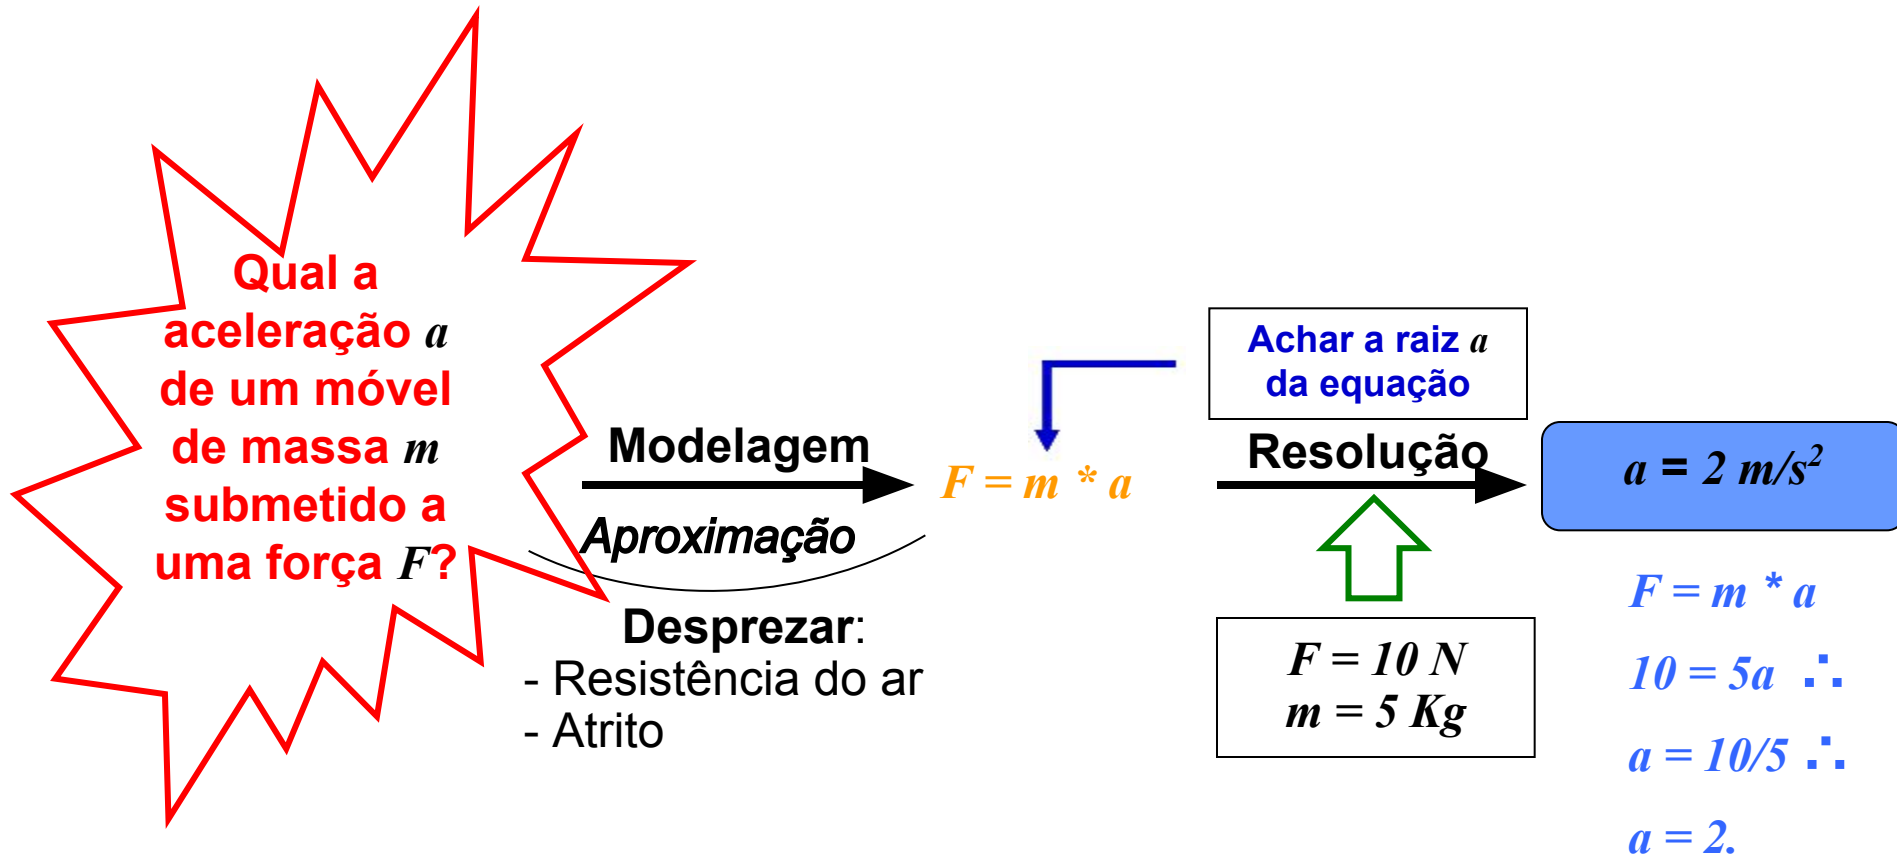 Qual a
aceleração a
de um móvel
de massa m
submetido a
uma força F?
Modelagem
Aproximação
Desprezar:
- Resistência do ar
- Atrito
F = m * a
Achar a raiz a
da equação
Resolução
F = 10 N
m = 5 Kg
a = 2 m/s²
F = m * a
10 = 5a ∴
a = 10/5 ∴
a = 2.